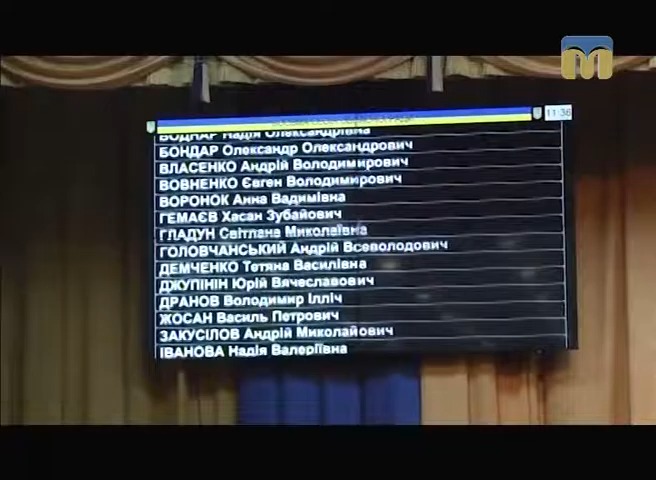 11:36
БОДНАР Надія Олександрівна
БОНДАР Олександр Олександрович
ВЛАСЕНКО Андрій Володимирович
ВОВНЕНКО Євген Володимирович
ВОРОНОК Анна Вадимівна
ГЕМАЄВ Хасан Зубайович
ГЛАДУН Світлана Миколаївна
ГОЛОВЧАНСЬКИЙ Андрій Всеволодович
ДЕМЧЕНКО Тетяна Василівна
ДЖУПІНІН Юрій Вячеславович
ДРАНОВ Володимир Ілліч
ЖОСАН Василь Петрович
ЗАКУСІЛОВ Андрій Миколайович
ІВАНОВА Надія Валеріївна